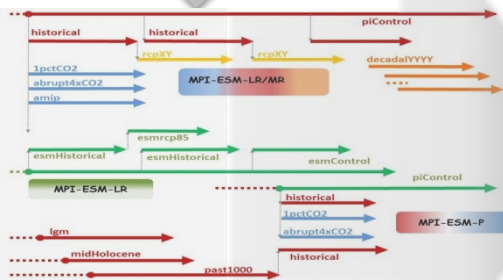 piControl
historical
historical
rcpXY
rcpXY
decadalYYYY
1pctCO2
abrupt4xCO2
amip
MPI-ESM-LR/MR
esmrcp85
esmHistorical
esmHistorical
esmControl
MPI-ESM-LR
piControl
historical
1pctCO2
abrupt4xCO2
MPI-ESM-P
lgm
historical
midHolocene
past1000